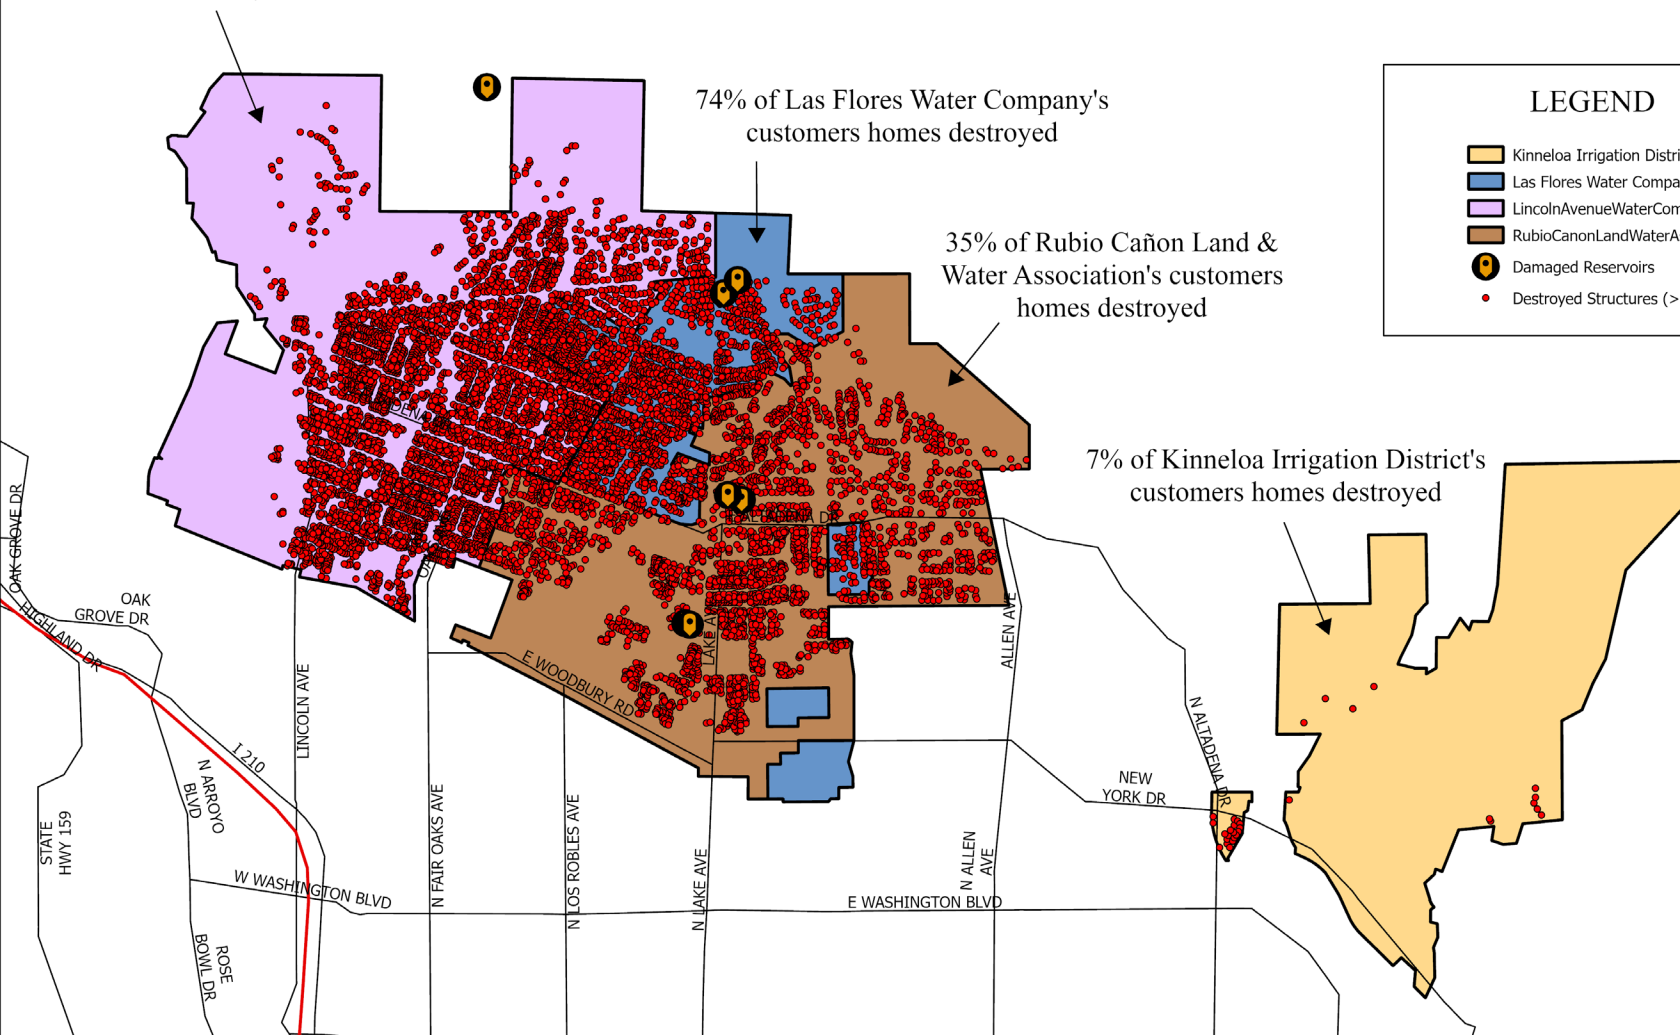 74% of Las Flores Water Company's
customers homes destroyed
35% of Rubio Cañon Land &
Water Association's customers
homes destroyed
7% of Kinneloa Irrigation District's
customers homes destroyed
LEGEND
Kinneloa Irrigation Distri
Las Flores Water Compa
LincolnAvenueWaterCom
RubioCanonLandWaterA
Damaged Reservoirs
Destroyed Structures (>
OAK GROVE DR
OAK
GROVE DR
HIGHLAND DR
I 210
LINCOLN AVE
N ARROYO
BLVD
STATE
HWY 159
W WASHINGTON BLVD
ROSE
BOWL DR
N FAIR OAKS AVE
N LOS ROBLES AVE
E WOODBURY RD
LAKE AVE
N LAKE AVE
ALTADENA DR
ALLEN AVE
N ALLEN
AVE
E WASHINGTON BLVD
NEW
YORK DR
N ALTADENA DR